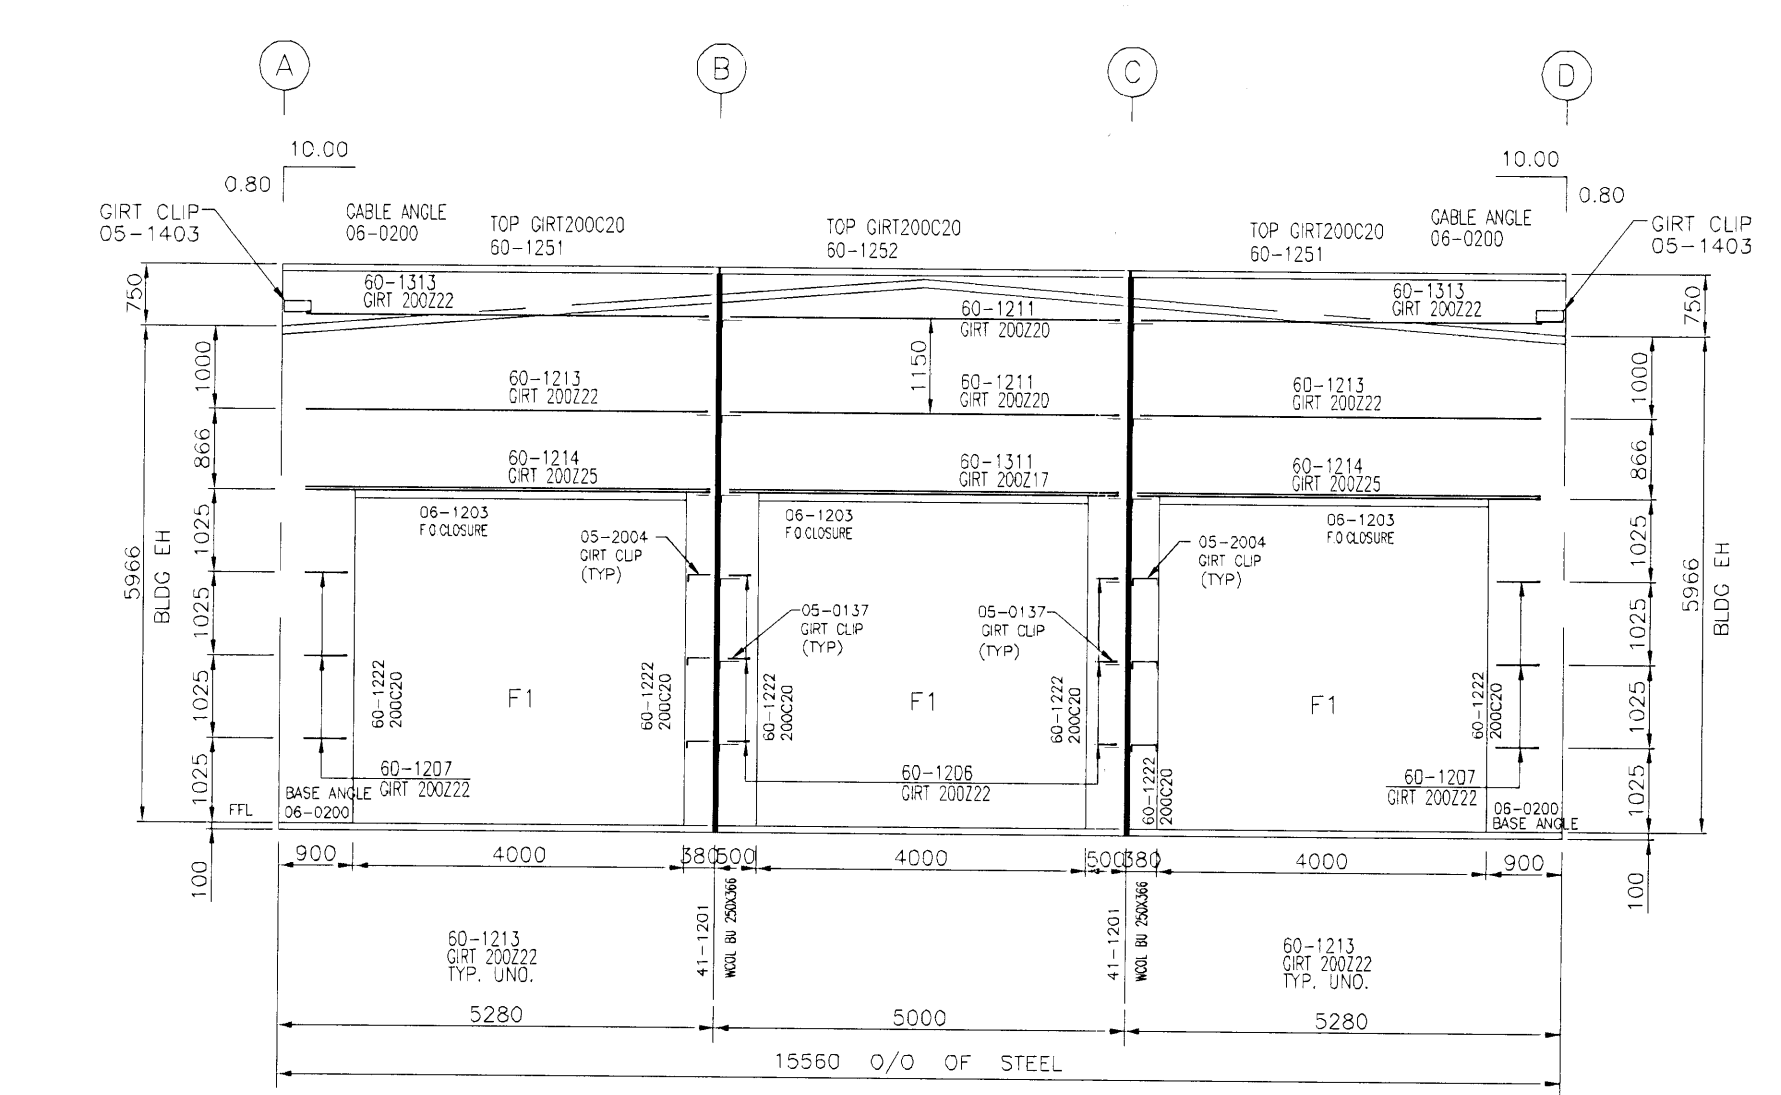 A
B
C
D
10.00
0.80
10.00
0.80
GIRT CLIP
05-1403
GABLE ANGLE
06-0200
TOP GIRT200C20
60-1251
TOP GIRT200C20
60-1252
TOP GIRT200C20
60-1251
GABLE ANGLE
06-0200
GIRT CLIP
05-1403
750
60-1313
GIRT 200Z22
60-1211
GIRT 200Z20
60-1313
GIRT 200Z22
750
1000
60-1213
GIRT 200Z22
1150
60-1211
GIRT 200Z20
60-1213
GIRT 200Z22
1000
866
60-1214
GIRT 200Z25
60-1311
GIRT 200Z17
60-1214
GIRT 200Z25
866
5966
BLDG EH
1025
06-1203
F.O CLOSURE
05-2004
GIRT CLIP
(TYP)
06-1203
F.O CLOSURE
05-2004
GIRT CLIP
(TYP)
06-1203
F.O CLOSURE
1025
5966
BLDG EH
1025
05-0137
GIRT CLIP
(TYP)
05-0137
GIRT CLIP
(TYP)
1025
1025
60-1222
200C20
F1
60-1222
200C20
60-1222
200C20
F1
60-1222
200C20
F1
60-1222
200C20
1025
1025
60-1207
GIRT 200Z22
60-1206
GIRT 200Z22
60-1222
200C20
60-1207
GIRT 200Z22
1025
FFL
BASE ANGLE
06-0200
06-0200
BASE ANGLE
100
900
4000
380
500
4000
500
380
4000
900
100
41-1201
WCOL BU 250X366
41-1201
WCOL BU 250X366
60-1213
GIRT 200Z22
TYP. UNO.
60-1213
GIRT 200Z22
TYP. UNO.
5280
5000
5280
15560 O/O OF STEEL